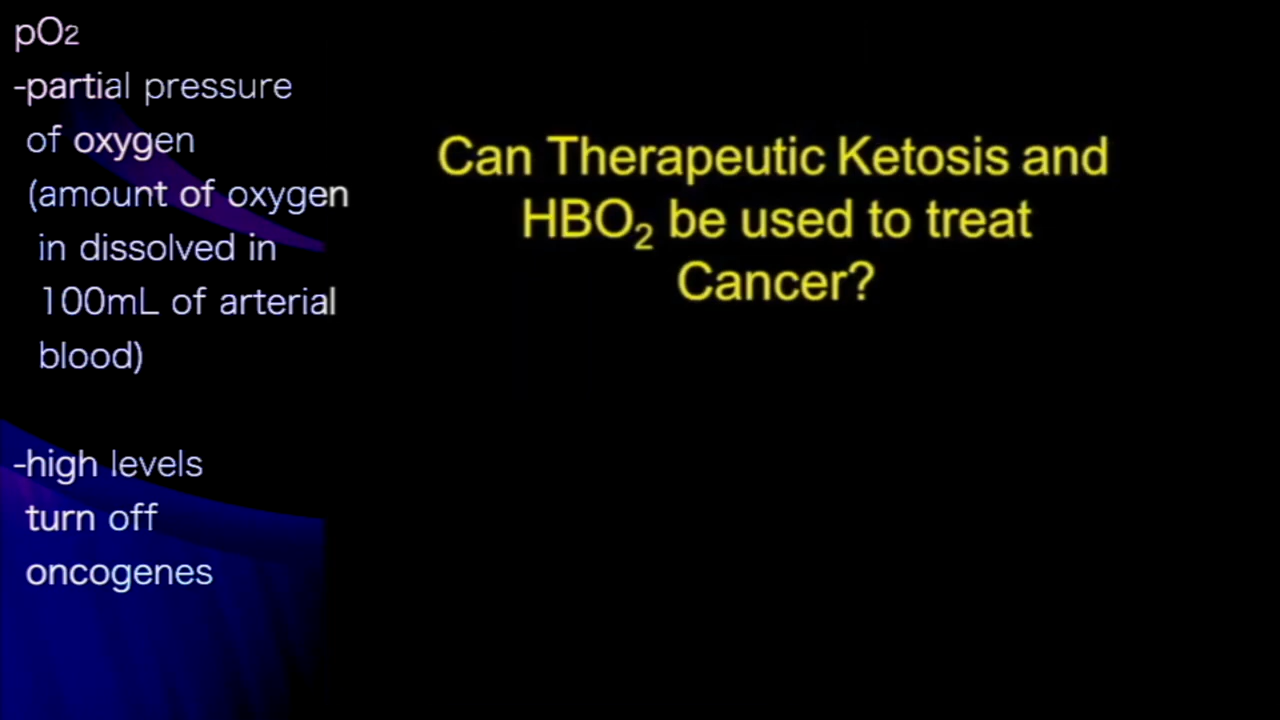 pO₂
-partial pressure
of oxygen
(amount of oxygen
in dissolved in
100mL of arterial
blood)
-high levels
turn off
oncogenes
Can Therapeutic Ketosis and
HBO₂ be used to treat
Cancer?